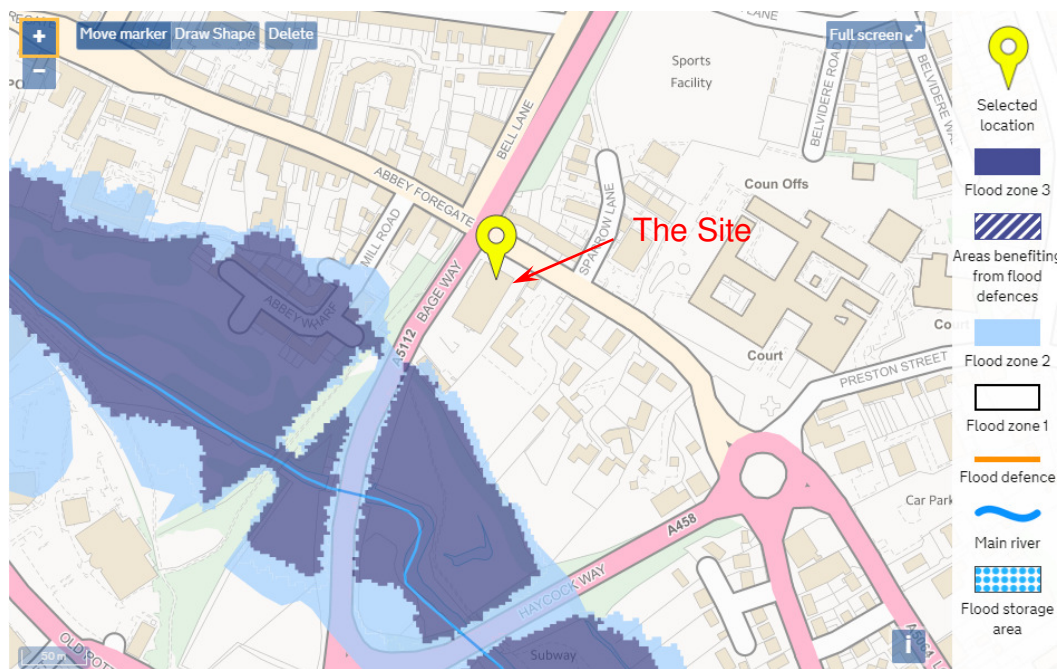 +
−
Move marker
Draw Shape
Delete
Full screen
LANE
BELL LANE
ABBEY FOREGATE
MILL ROAD
ABBEY WHARF
A5112
BAGE WAY
SPARROW LANE
The Site
Sports
Facility
BELVIDERE ROAD
Coun Offs
Court
PRESTON STREET
Car Park
A458
HAYCOCK WAY
A5064
Subway
50 m
i
Selected
location
Flood zone 3
Areas benefiting
from flood
defences
Flood zone 2
Flood zone 1
Flood defence
Main river
Flood storage
area